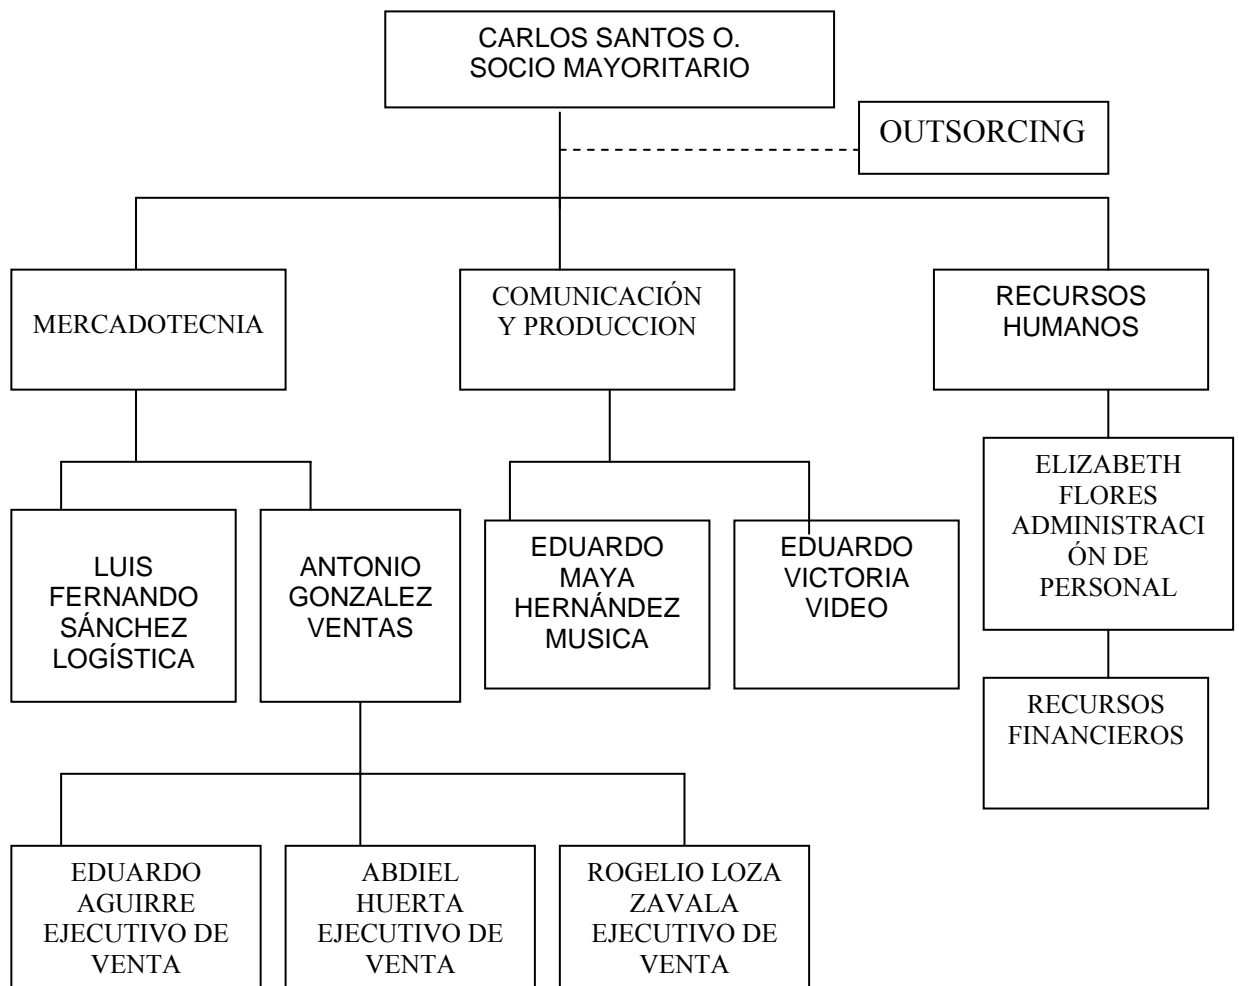 CARLOS SANTOS O.
SOCIO MAYORITARIO
OUTSORCING
MERCADOTECNIA
COMUNICACIÓN
Y PRODUCCION
RECURSOS
HUMANOS
LUIS
FERNANDO
SÁNCHEZ
LOGÍSTICA
ANTONIO
GONZALEZ
VENTAS
EDUARDO
MAYA
HERNÁNDEZ
MUSICA
EDUARDO
VICTORIA
VIDEO
ELIZABETH
FLORES
ADMINISTRACI
ÓN DE
PERSONAL
RECURSOS
FINANCIEROS
EDUARDO
AGUIRRE
EJECUTIVO DE
VENTA
ABDIEL
HUERTA
EJECUTIVO DE
VENTA
ROGELIO LOZA
ZAVALA
EJECUTIVO DE
VENTA